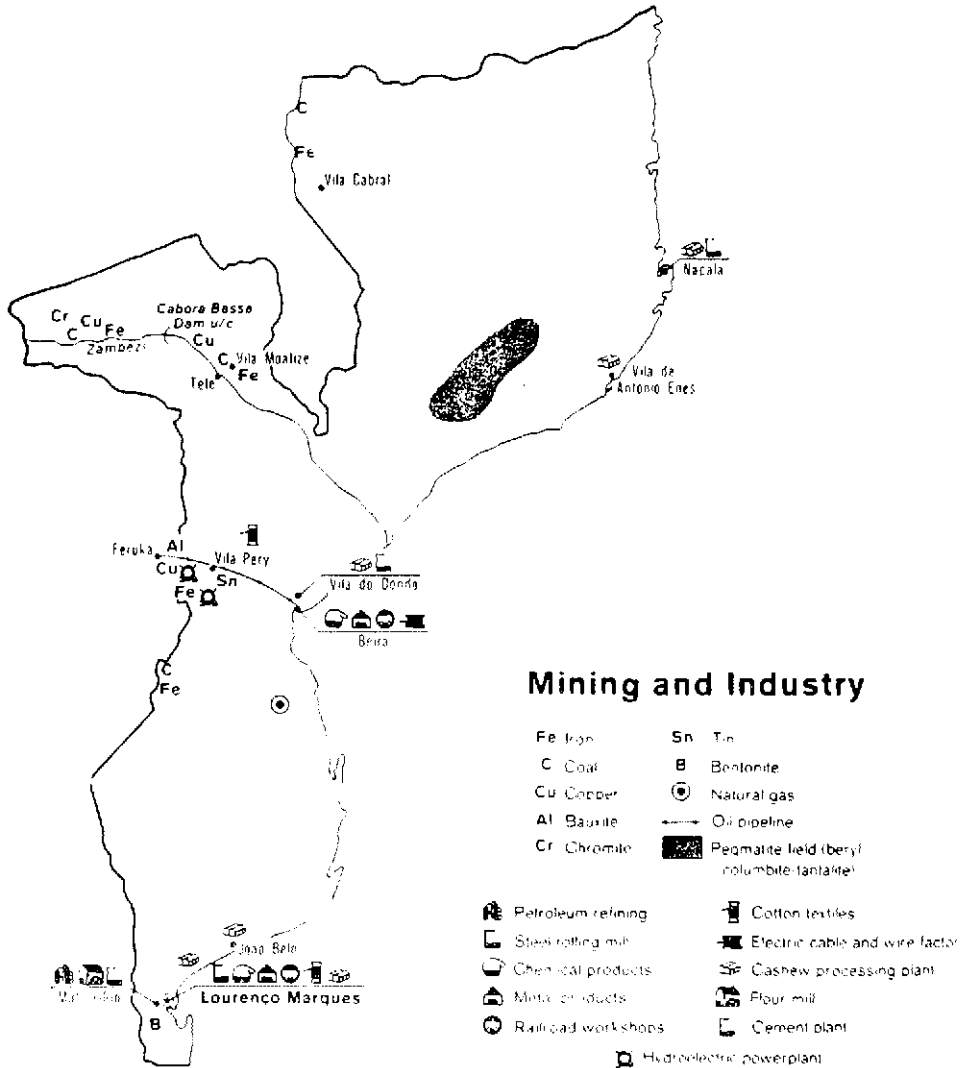 C
Fe
Vila Cabral
Nacala
Cabora Bassa
Dam u/c
Cr
Cu
C
Fe
Zambezi
Cu
C
Vila Moatize
Fe
Tete
Vila de
Antonio Enes
Feruka
Al
Vila Pery
Cu
Sn
Fe
Vila do Dondo
Beira
C
Fe
Mining and Industry
Fe Iron
C Coal
Cu Copper
Al Bauxite
Cr Chromite
Sn Tin
B Bentonite
Natural gas
Oil pipeline
Pegmatite field (beryl
columbite-tantalite)
João Belo
Lourenço Marques
B
Petroleum refining
Steel rolling mill
Chemical products
Metal products
Railroad workshops
Cotton textiles
Electric cable and wire factor
Cashew processing plant
Flour mill
Cement plant
Hydroelectric powerplant